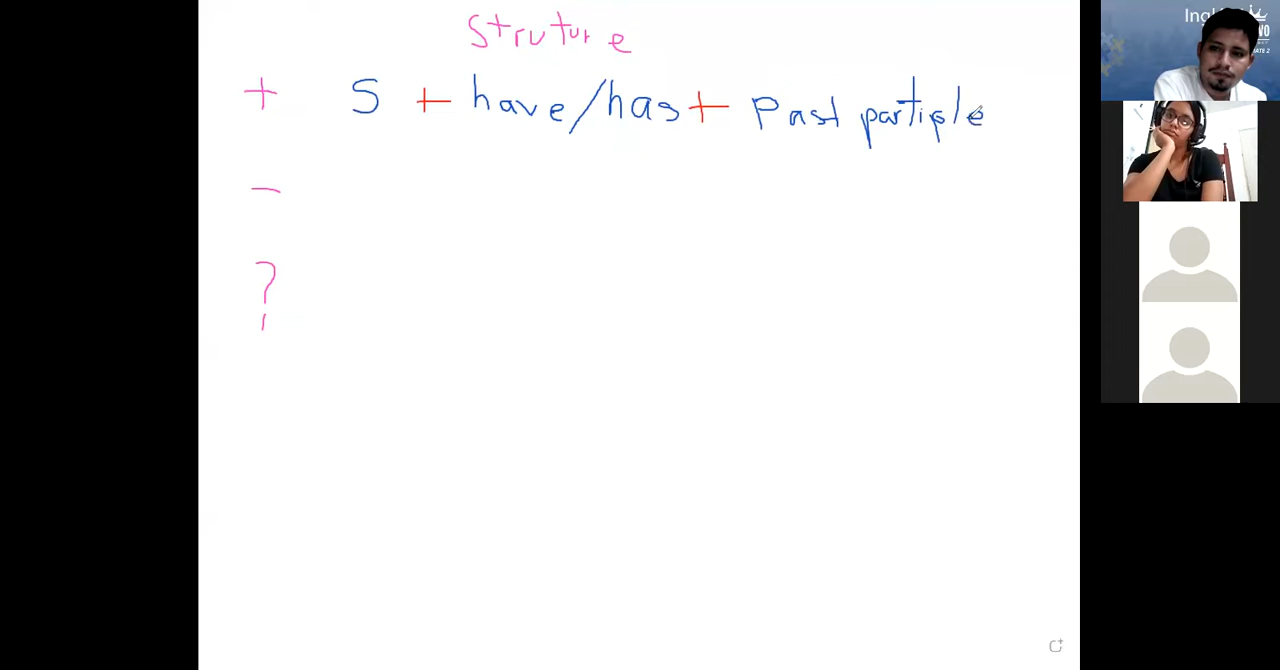 Struture
+ S + have/has + Past partiple
-
?